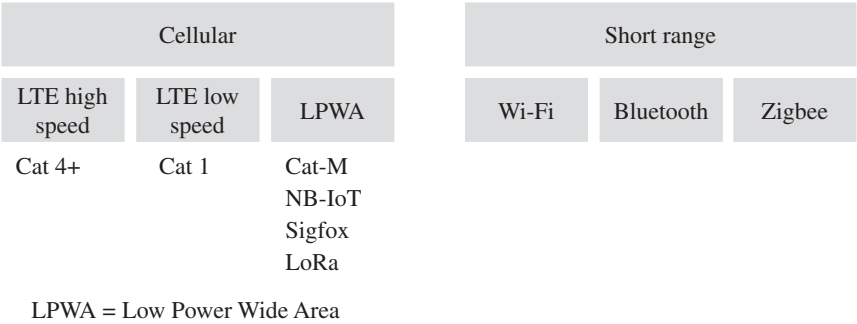 Cellular
Short range
LTE high
speed
LTE low
speed
LPWA
Wi-Fi
Bluetooth
Zigbee
Cat 4+
Cat 1
Cat-M
NB-IoT
Sigfox
LoRa
LPWA = Low Power Wide Area